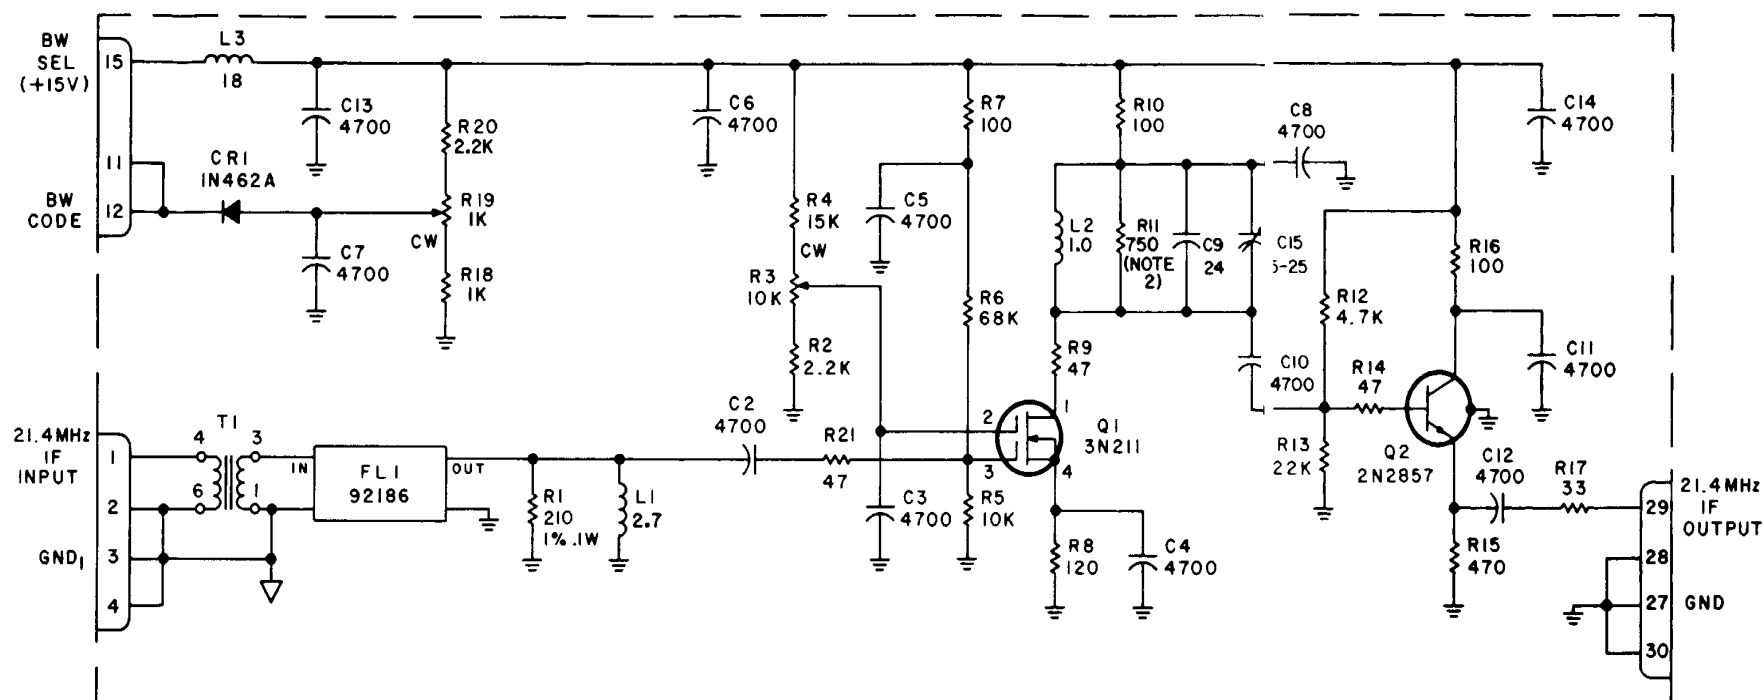 BW
SEL
(+15V)
15
L3
18
C13
4700
R20
2.2K
11
BW
CODE
12
CR1
1N462A
R19
1K
CW
C7
4700
R18
1K
C6
4700
R4
15K
CW
R3
10K
R2
2.2K
R7
100
C5
4700
R6
68K
R10
100
L2
1.0
R11
750
(NOTE
2)
C9
24
C15
5-25
C8
4700
C14
4700
R16
100
R12
4.7K
R9
47
C10
4700
R14
47
C11
4700
21.4MHz
IF
INPUT
1
2
GND1
3
4
T1
4
3
6
1
IN
FL1
92186
OUT
R1
210
1% .1W
L1
2.7
C2
4700
R21
47
C3
4700
R5
10K
2
3
1
4
Q1
3N211
R8
120
C4
4700
R13
22K
Q2
2N2857
C12
4700
R17
33
R15
470
29
28
27
30
21.4MHz
IF
OUTPUT
GND